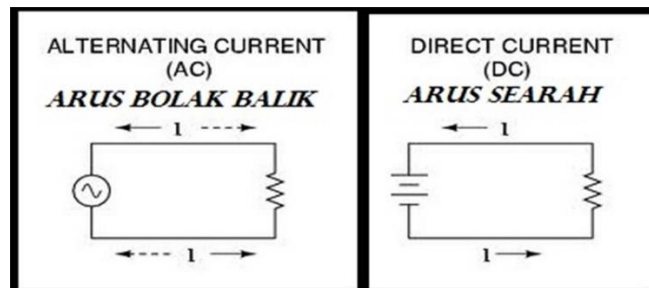 ALTERNATING CURRENT
(AC)
ARUS BOLAK BALIK
I
I
DIRECT CURRENT
(DC)
ARUS SEARAH
I
I